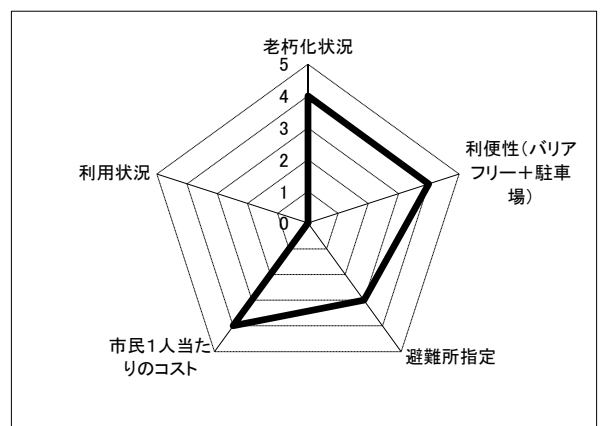 老朽化状況
5
4
3
2
1
0
利便性(バリア
フリー+駐車
場)
利用状況
市民1人当た
りのコスト
避難所指定